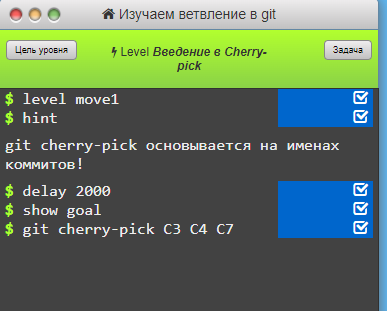 Изучаем ветвление в git
Цель уровня
Level Введение в Cherry-
pick
Задача
$ level move1
$ hint
git cherry-pick основывается на именах
коммитов!
$ delay 2000
$ show goal
$ git cherry-pick C3 C4 C7